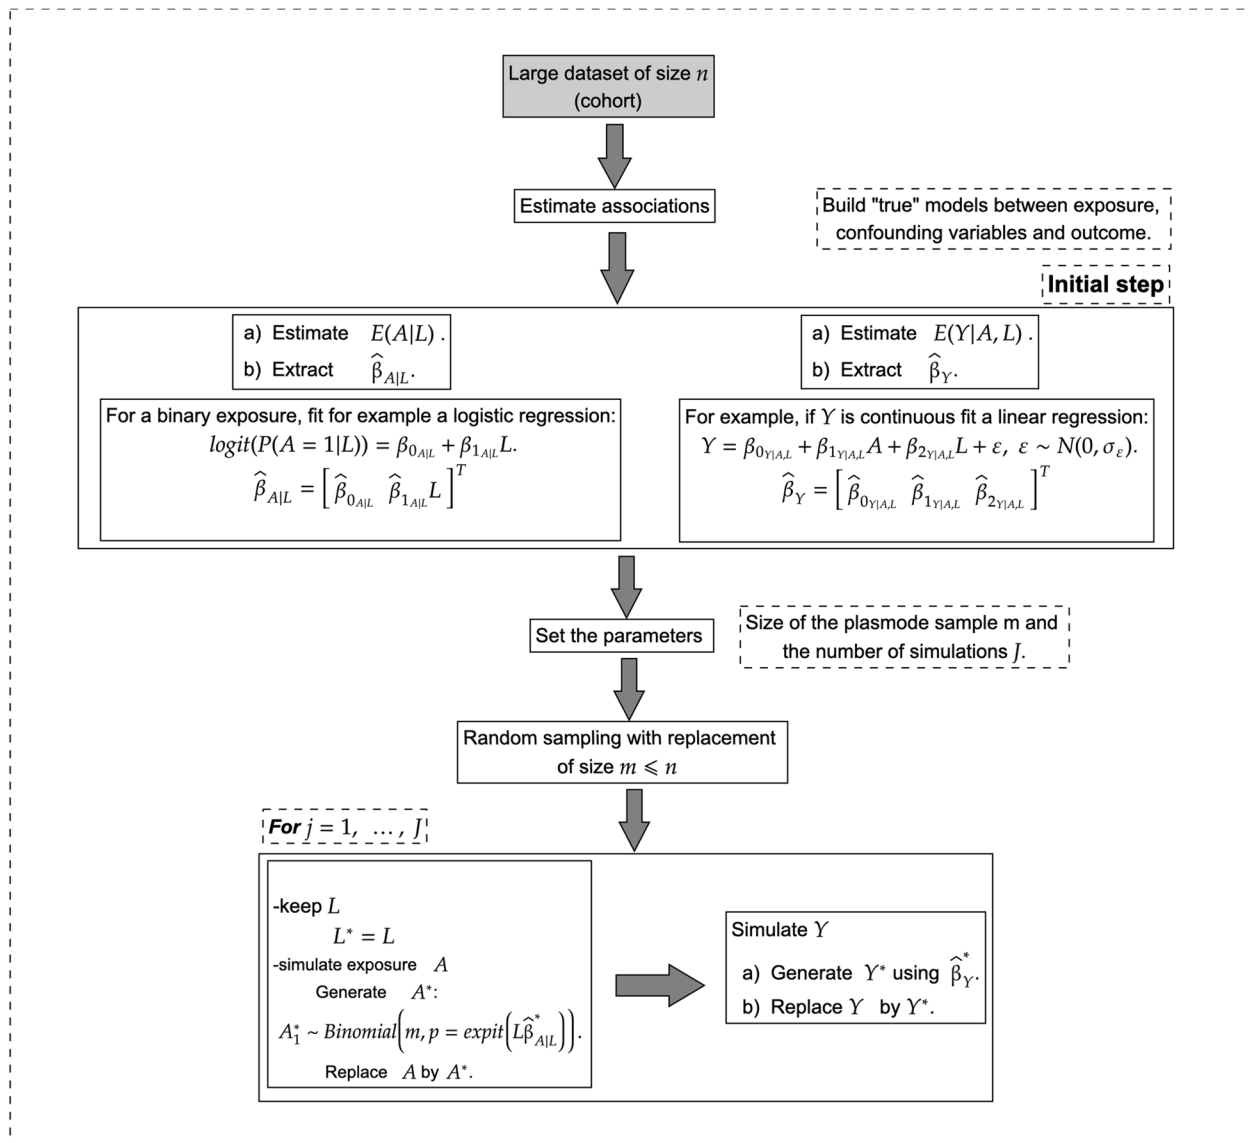 Large dataset of size n
(cohort)
Estimate associations
Build "true" models between exposure,
confounding variables and outcome.
Initial step
a) Estimate E(A|L) .
b) Extract β̂_{A|L}.
For a binary exposure, fit for example a logistic regression:
logit(P(A = 1|L)) = β_{0_{A|L}} + β_{1_{A|L}}L.
β̂_{A|L} = [ β̂_{0_{A|L}} β̂_{1_{A|L}}L ]^T
a) Estimate E(Y|A, L) .
b) Extract β̂_Y.
For example, if Y is continuous fit a linear regression:
Y = β_{0_{Y|A,L}} + β_{1_{Y|A,L}}A + β_{2_{Y|A,L}}L + ε, ε ∼ N(0, σ_ε).
β̂_Y = [ β̂_{0_{Y|A,L}} β̂_{1_{Y|A,L}} β̂_{2_{Y|A,L}} ]^T
Set the parameters
Size of the plasmode sample m and
the number of simulations J.
Random sampling with replacement
of size m ⩽ n
For j = 1, …, J
-keep L
L* = L
-simulate exposure A
Generate A*:
A₁* ~ Binomial(m, p = expit(Lβ̂*_{A|L})).
Replace A by A*.
Simulate Y
a) Generate Y* using β̂*_Y.
b) Replace Y by Y*.